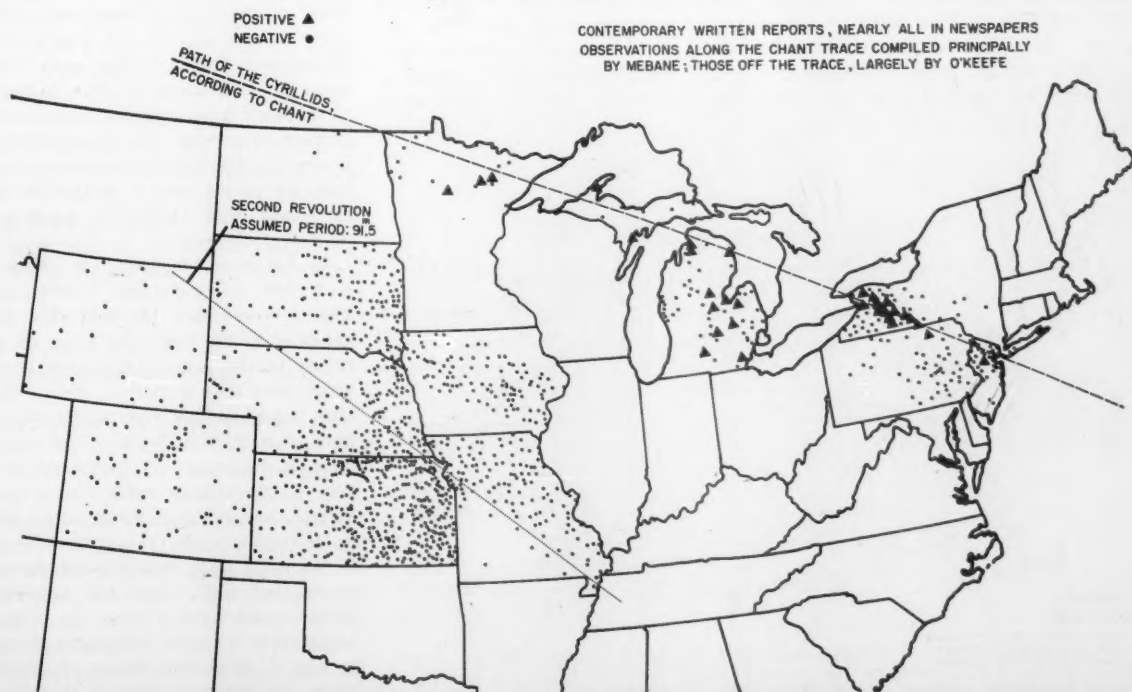 POSITIVE ▲
NEGATIVE •
CONTEMPORARY WRITTEN REPORTS, NEARLY ALL IN NEWSPAPERS
OBSERVATIONS ALONG THE CHANT TRACE COMPILED PRINCIPALLY
BY MEBANE; THOSE OFF THE TRACE, LARGELY BY O'KEEFE
PATH OF THE CYRILLIDS,
ACCORDING TO CHANT
SECOND REVOLUTION
ASSUMED PERIOD: 91ᵐ.5